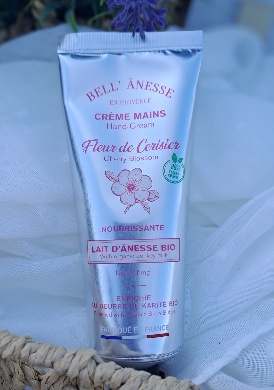 BELL' ÂNESSE
EN PROVENCE
CRÈME MAINS
Hand Cream
Fleur de Cerisier
Cherry Blossom
NOURRISSANTE
LAIT D'ÂNESSE BIO
ENRICHIE
AU BEURRE DE KARITÉ BIO
FABRIQUÉ EN FRANCE